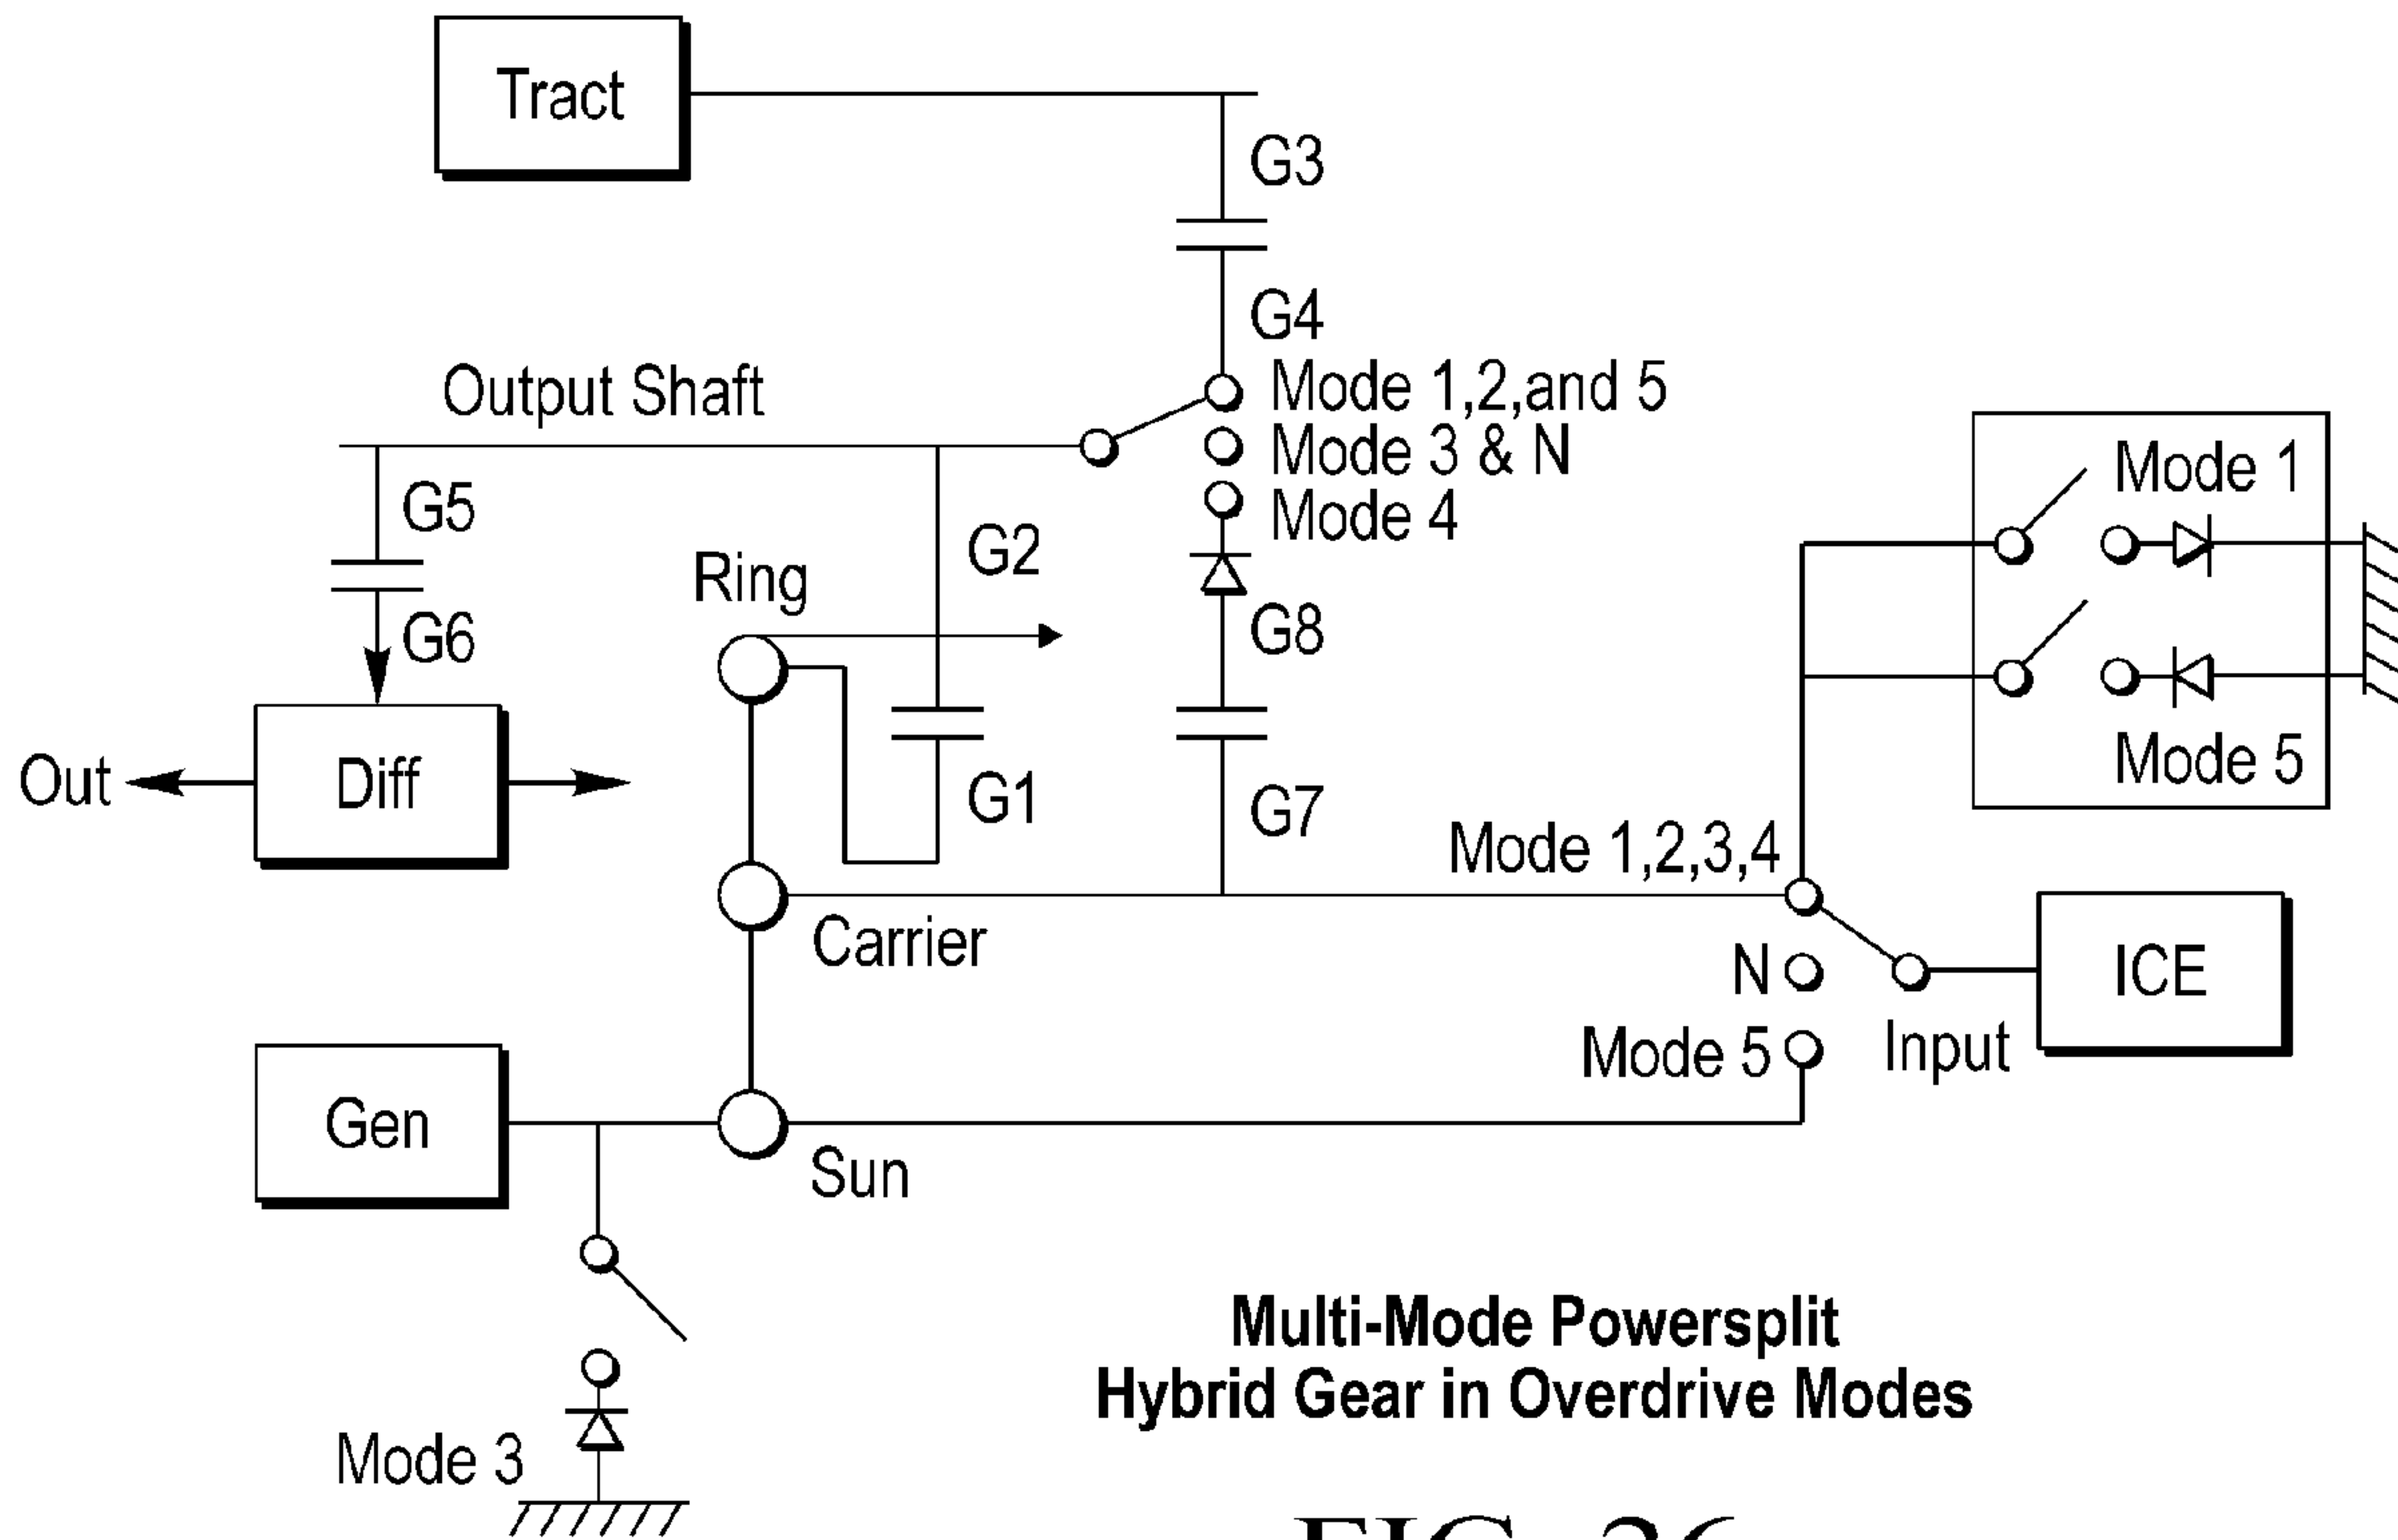 Tract
G3
G4
Output Shaft
Mode 1,2,and 5
Mode 3 & N
Mode 4
Mode 1
G5
G2
Ring
G6
G8
Mode 5
Out
Diff
G1
G7
Mode 1,2,3,4
Carrier
N
ICE
Mode 5
Input
Gen
Sun
Multi-Mode Powersplit
Hybrid Gear in Overdrive Modes
Mode 3
FIG. 26